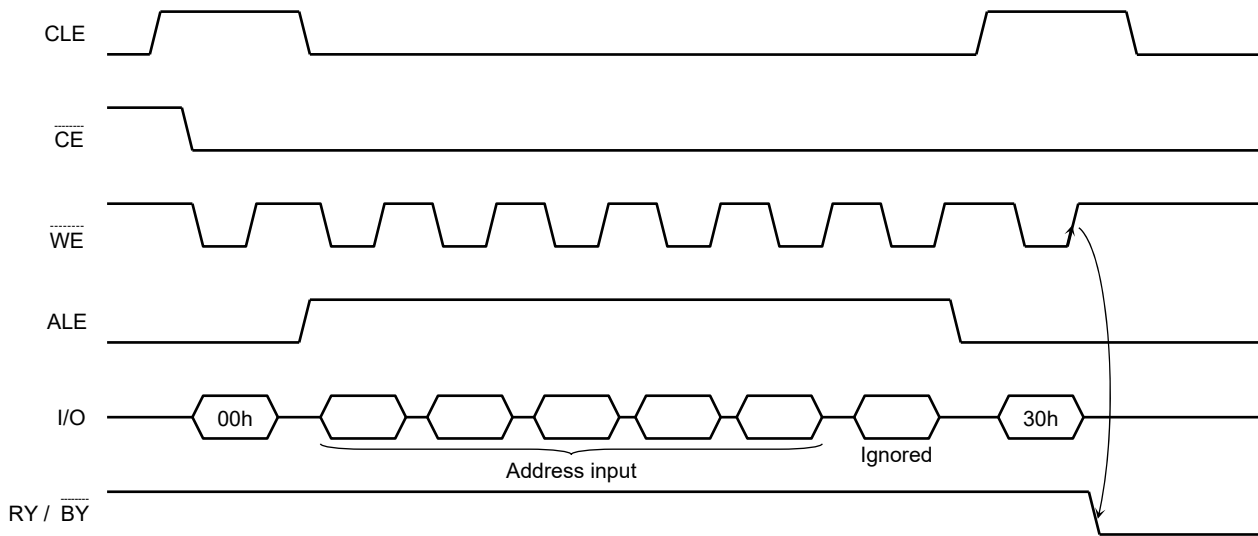 CLE
CE
WE
ALE
I/O
00h
30h
Address input
Ignored
RY / BY